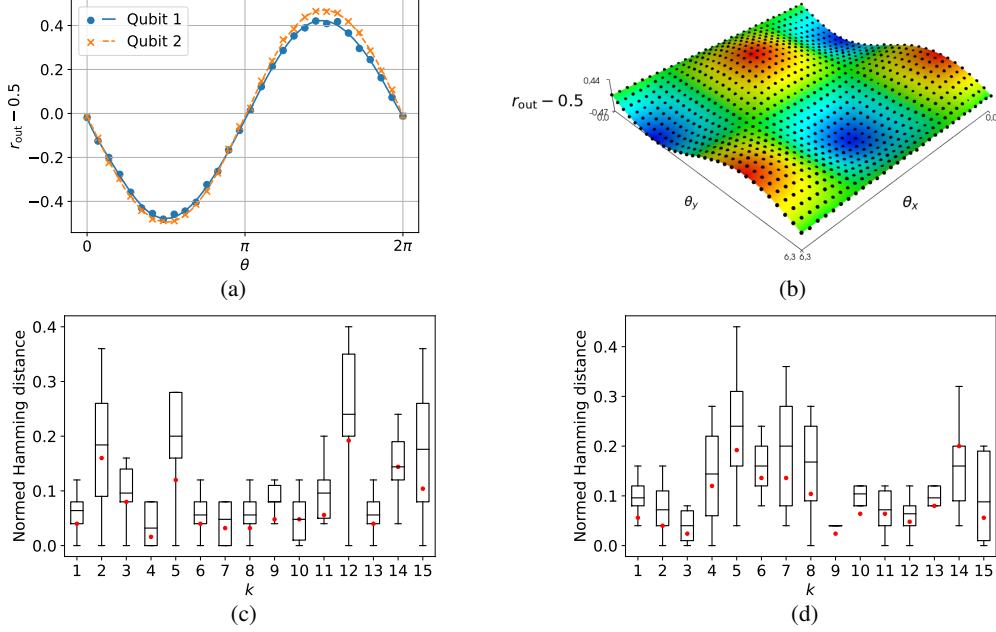 0.4
0.2
0.0
−0.2
−0.4
r_out − 0.5
Qubit 1
Qubit 2
0
π
2π
θ
(a)
r_out − 0.5
0,44
0,0
0,0
θ_y
θ_x
6,3
6,3
(b)
Normed Hamming distance
0.4
0.3
0.2
0.1
0.0
1 2 3 4 5 6 7 8 9 10 11 12 13 14 15
k
(c)
Normed Hamming distance
0.4
0.3
0.2
0.1
0.0
1 2 3 4 5 6 7 8 9 10 11 12 13 14 15
k
(d)